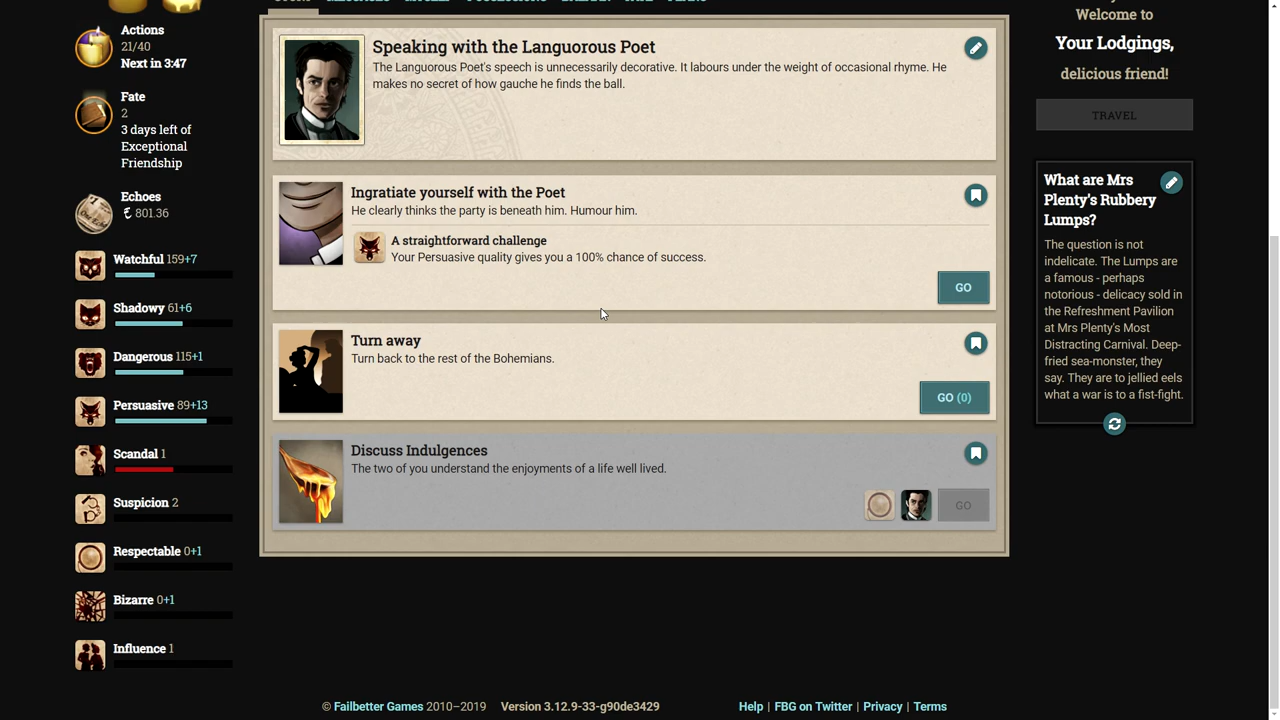 Actions
21/40
Next in 3:47
Fate
2
3 days left of
Exceptional
Friendship
Echoes
801.36
Watchful 159+7
Shadowy 61+6
Dangerous 115+1
Persuasive 89+13
Scandal 1
Suspicion 2
Respectable 0+1
Bizarre 0+1
Influence 1
Speaking with the Languorous Poet
The Languorous Poet's speech is unnecessarily decorative. It labours under the weight of occasional rhyme. He
makes no secret of how gauche he finds the ball.
Ingratiate yourself with the Poet
He clearly thinks the party is beneath him. Humour him.
A straightforward challenge
Your Persuasive quality gives you a 100% chance of success.
GO
Turn away
Turn back to the rest of the Bohemians.
GO (0)
Discuss Indulgences
The two of you understand the enjoyments of a life well lived.
GO
Welcome to
Your Lodgings,
delicious friend!
TRAVEL
What are Mrs
Plenty's Rubbery
Lumps?
The question is not
indelicate. The Lumps are
a famous - perhaps
notorious - delicacy sold in
the Refreshment Pavilion
at Mrs Plenty's Most
Distracting Carnival. Deep-
fried sea-monster, they
say. They are to jellied eels
what a war is to a fist-fight.
© Failbetter Games 2010–2019 Version 3.12.9-33-g90de3429
Help | FBG on Twitter | Privacy | Terms